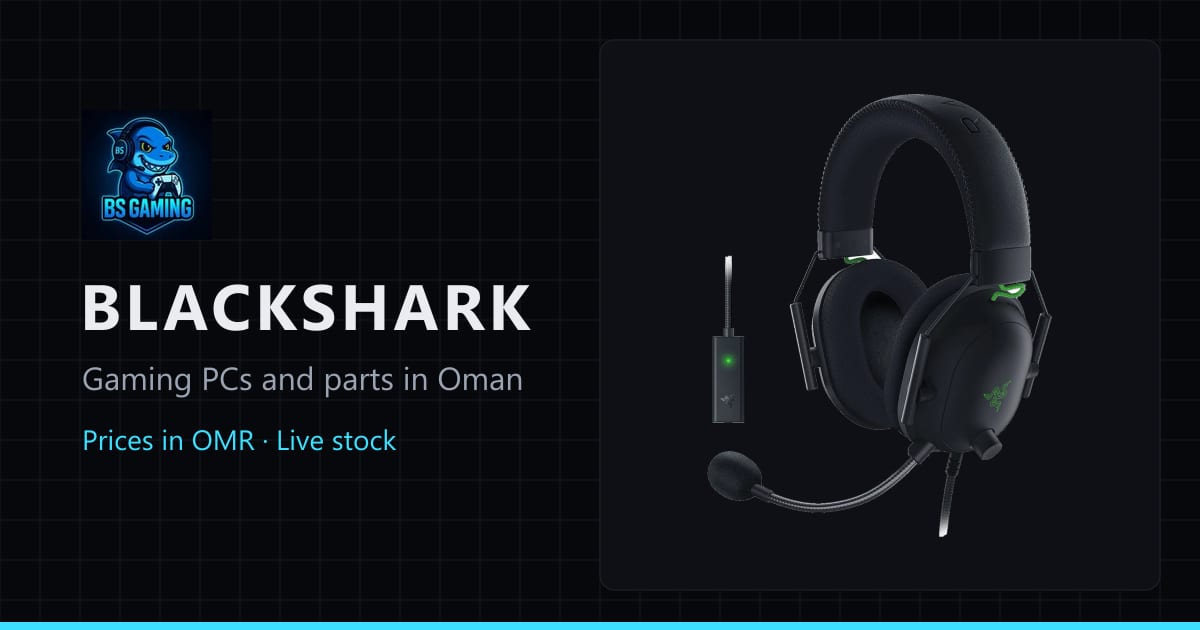 BS
BS GAMING
BLACKSHARK
Gaming PCs and parts in Oman
Prices in OMR · Live stock